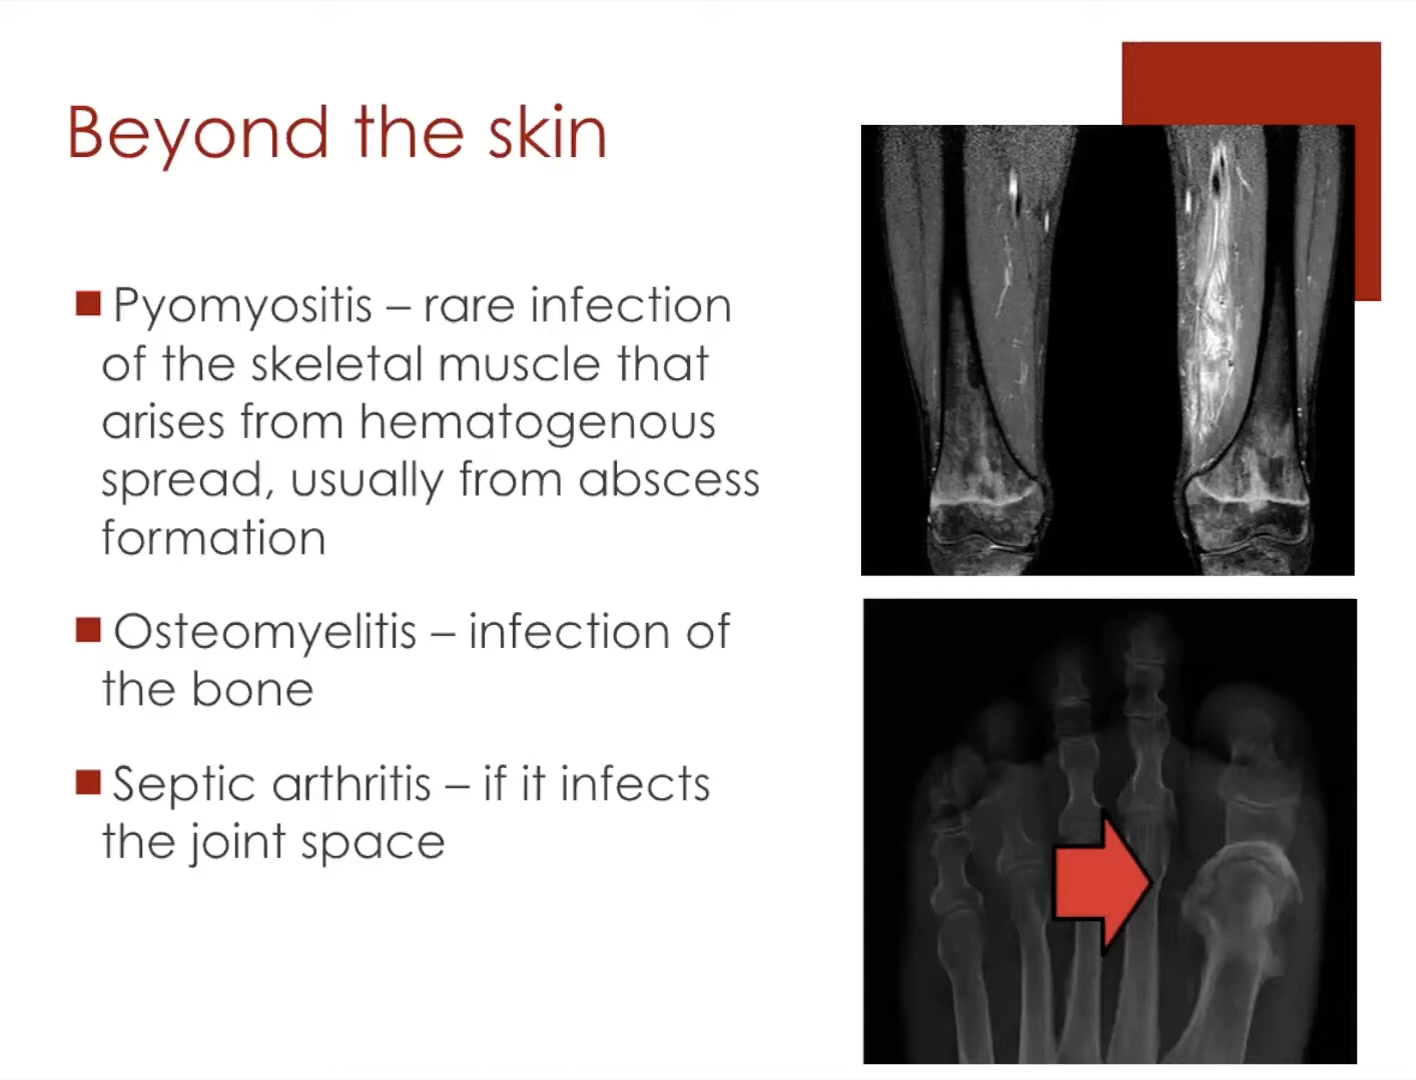 Beyond the skin
Pyomyositis – rare infection
of the skeletal muscle that
arises from hematogenous
spread, usually from abscess
formation
Osteomyelitis – infection of
the bone
Septic arthritis – if it infects
the joint space